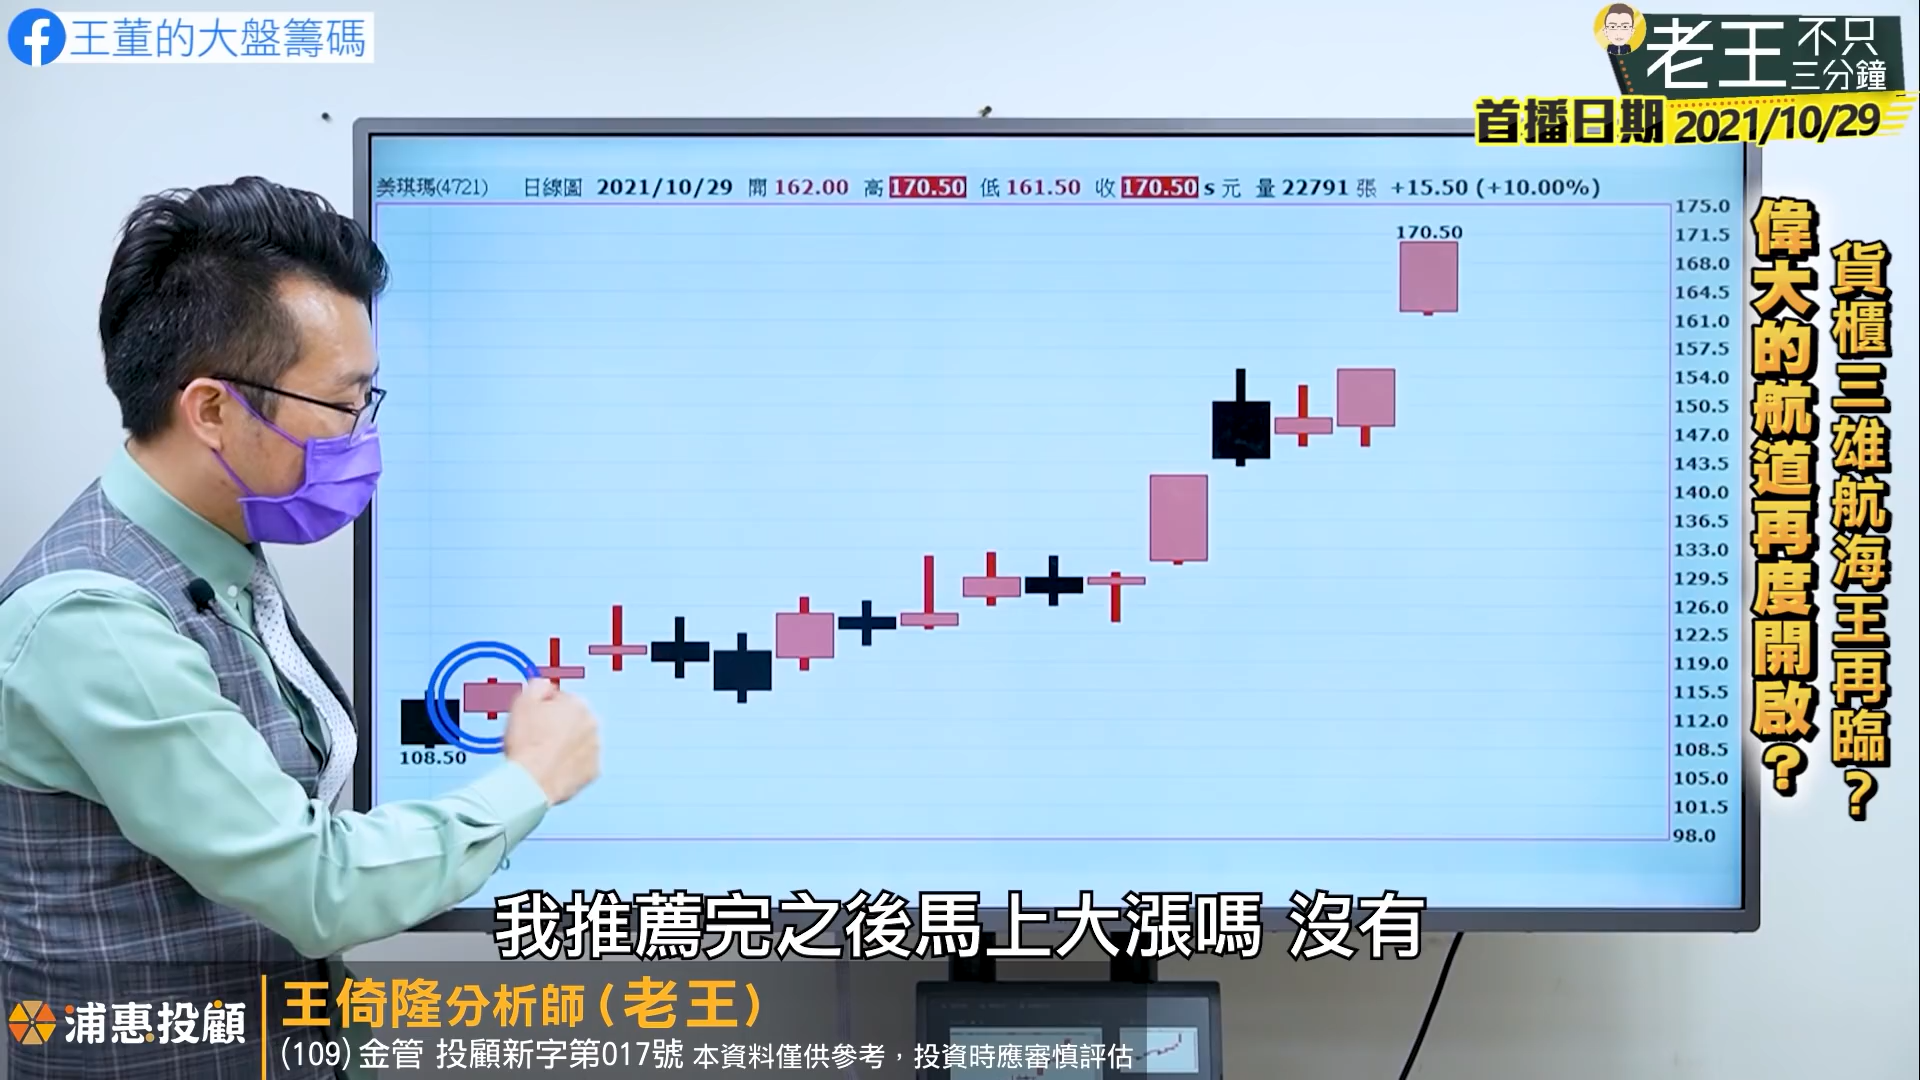 王董的大盤籌碼
老王不只三分鐘
首播日期 2021/10/29
美琪瑪(4721) 日線圖 2021/10/29 開 162.00 高 170.50 低 161.50 收 170.50 s 元 量 22791 張 +15.50 (+10.00%)
175.0
171.5
168.0
164.5
161.0
157.5
154.0
150.5
147.0
143.5
140.0
136.5
133.0
129.5
126.0
122.5
119.0
115.5
112.0
108.5
105.0
101.5
98.0
170.50
108.50
貨櫃三雄航海王再臨?
偉大的航道再度開啟?
我推薦完之後馬上大漲嗎 沒有
浦惠投顧
王倚隆分析師(老王)
(109) 金管 投顧新字第017號 本資料僅供參考,投資時應審慎評估